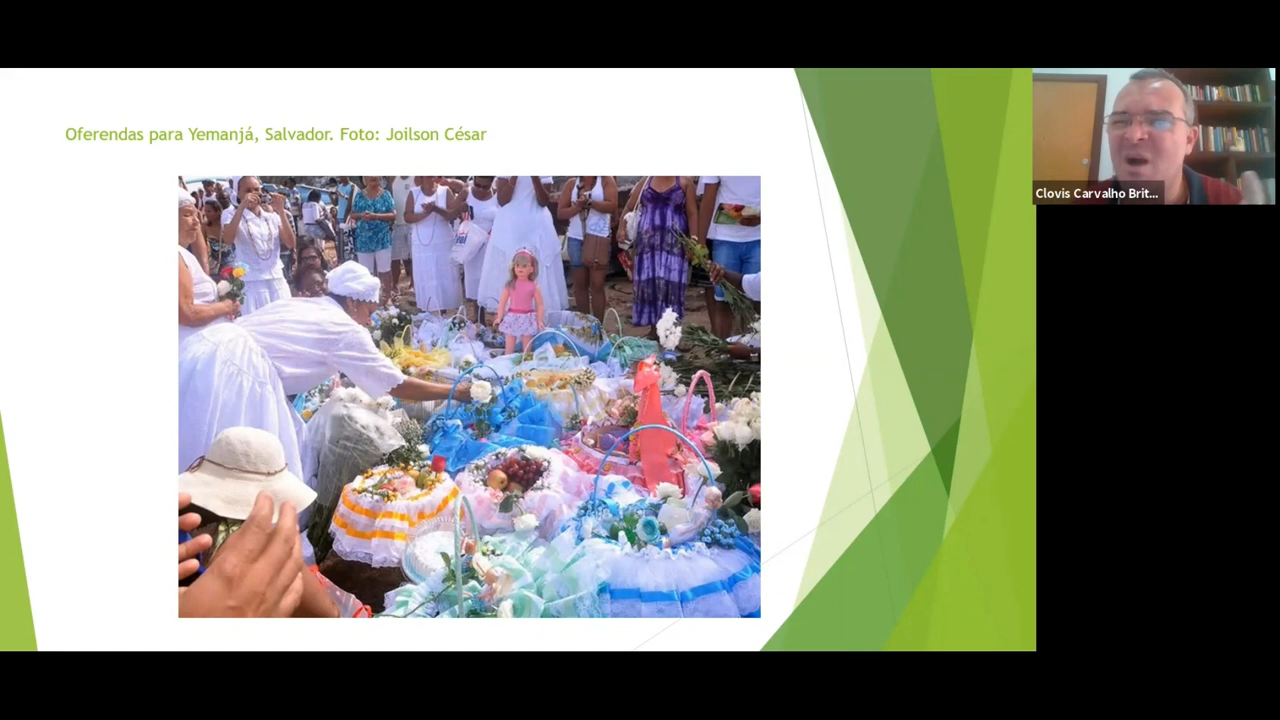 Oferendas para Yemanjá, Salvador. Foto: Joilson César
Clovis Carvalho Brit...